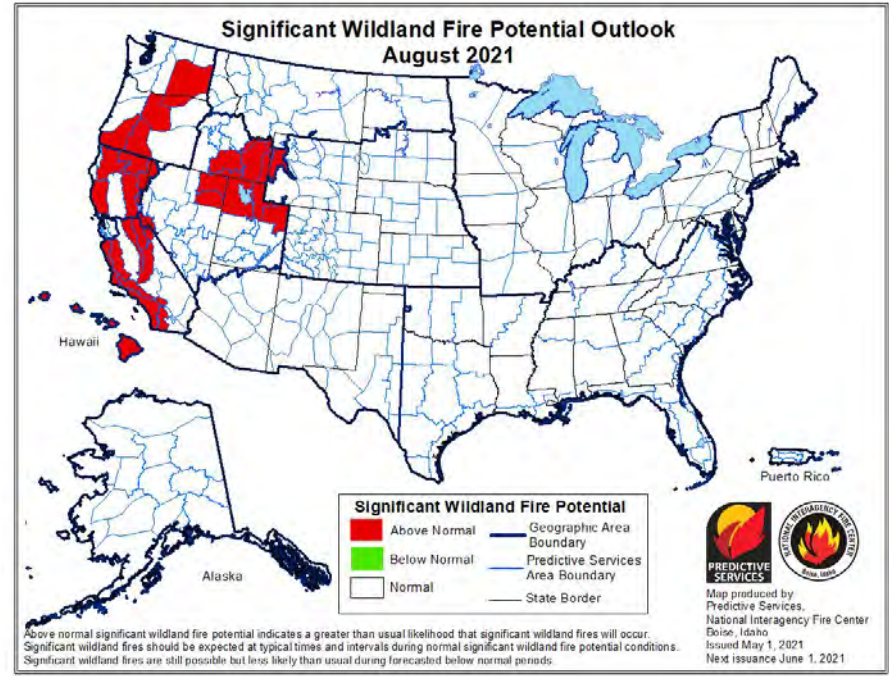 Significant Wildland Fire Potential Outlook
August 2021
Hawaii
Alaska
Puerto Rico
Significant Wildland Fire Potential
Above Normal
Below Normal
Normal
Geographic Area
Boundary
Predictive Services
Area Boundary
State Border
PREDICTIVE
SERVICES
NATIONAL INTERAGENCY FIRE CENTER
Boise, Idaho
Map produced by
Predictive Services,
National Interagency Fire Center
Boise, Idaho
Issued May 1, 2021
Next issuance June 1, 2021
Above normal significant wildland fire potential indicates a greater than usual likelihood that significant wildland fires will occur.
Significant wildland fires should be expected at typical times and intervals during normal significant wildland fire potential conditions.
Significant wildland fires are still possible but less likely than usual during forecasted below normal periods.